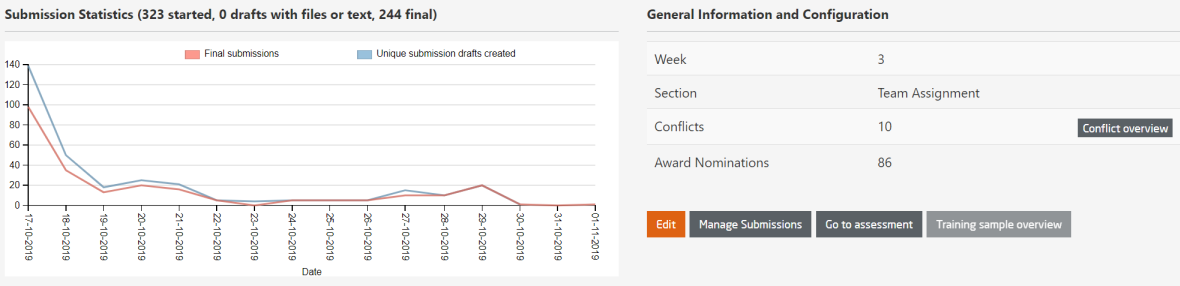 Submission Statistics (323 started, 0 drafts with files or text, 244 final)
Final submissions
Unique submission drafts created
140
120
100
80
60
40
20
0
17-10-2019
18-10-2019
19-10-2019
20-10-2019
21-10-2019
22-10-2019
23-10-2019
24-10-2019
25-10-2019
26-10-2019
27-10-2019
28-10-2019
29-10-2019
30-10-2019
31-10-2019
01-11-2019
Date
General Information and Configuration
Week 3
Section Team Assignment
Conflicts 10 Conflict overview
Award Nominations 86
Edit Manage Submissions Go to assessment Training sample overview